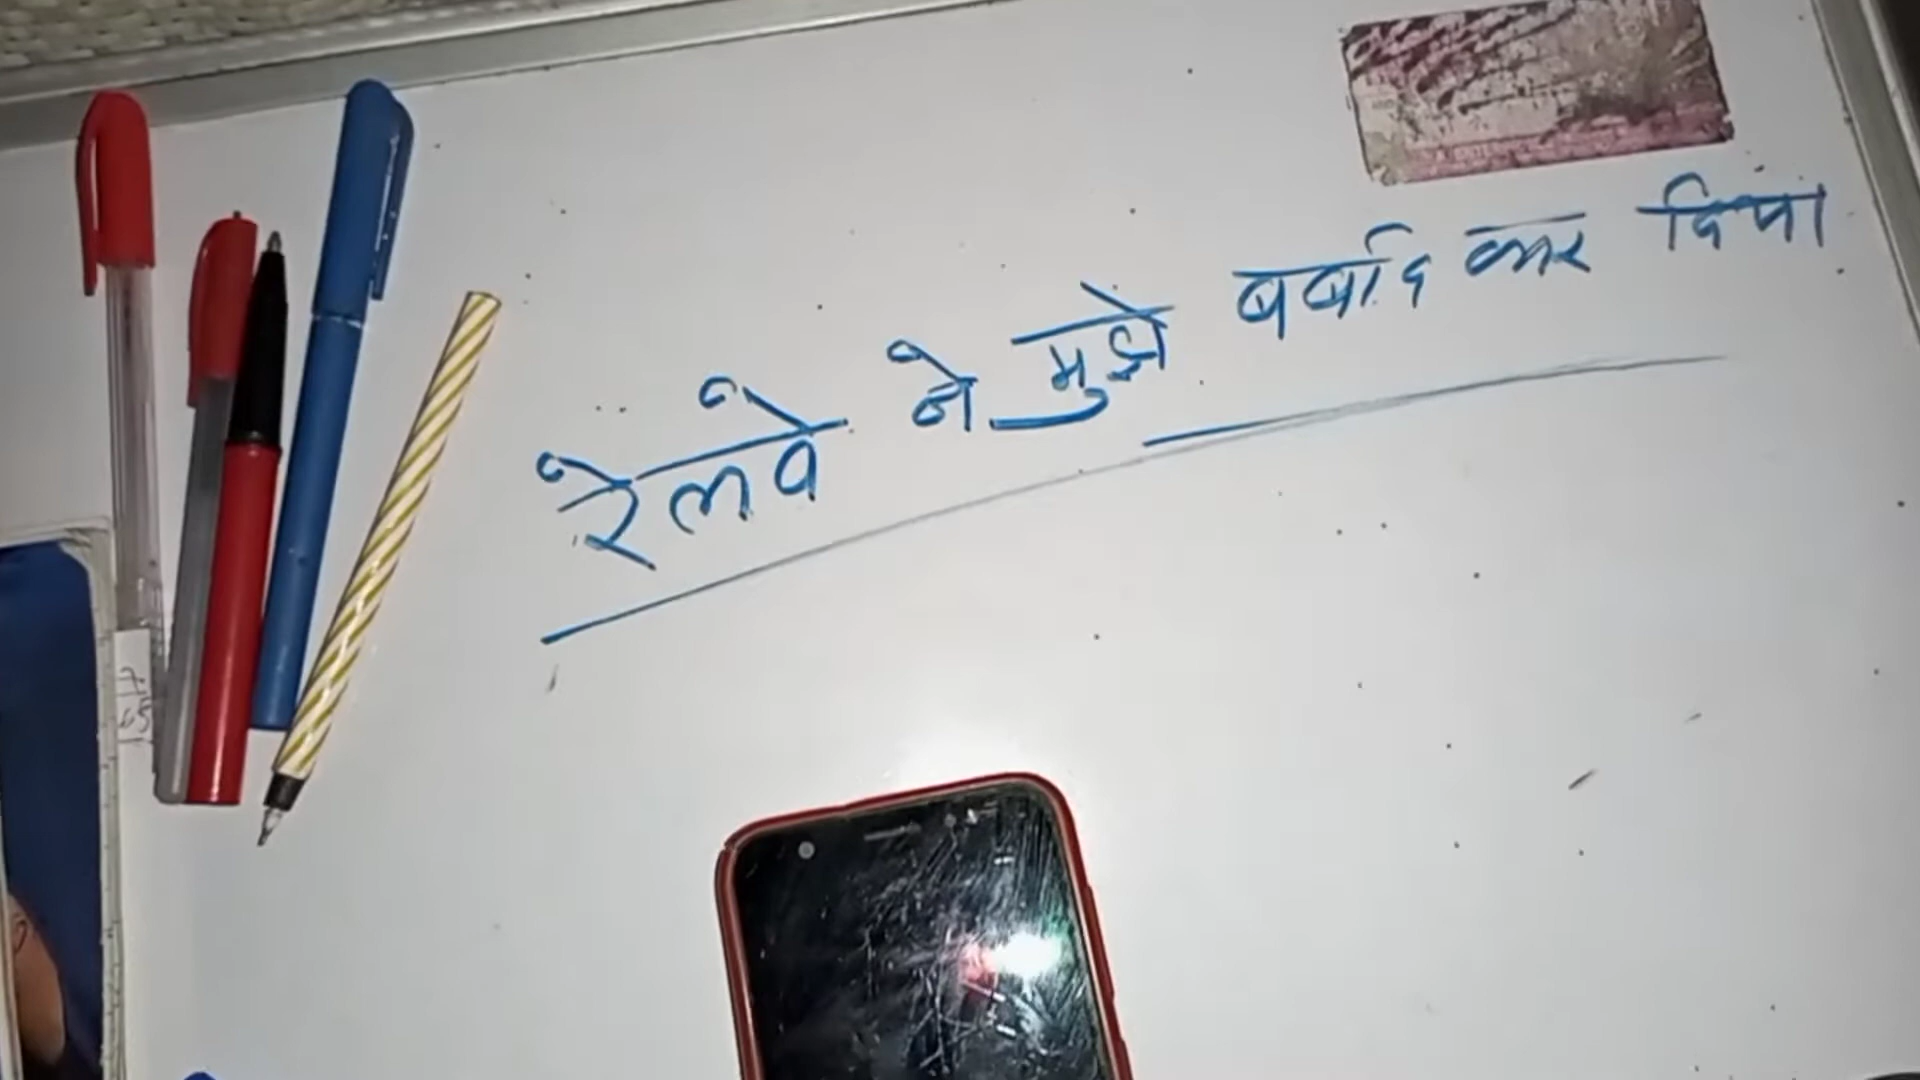 रेलवे ने मुझे बर्बाद कर दिया